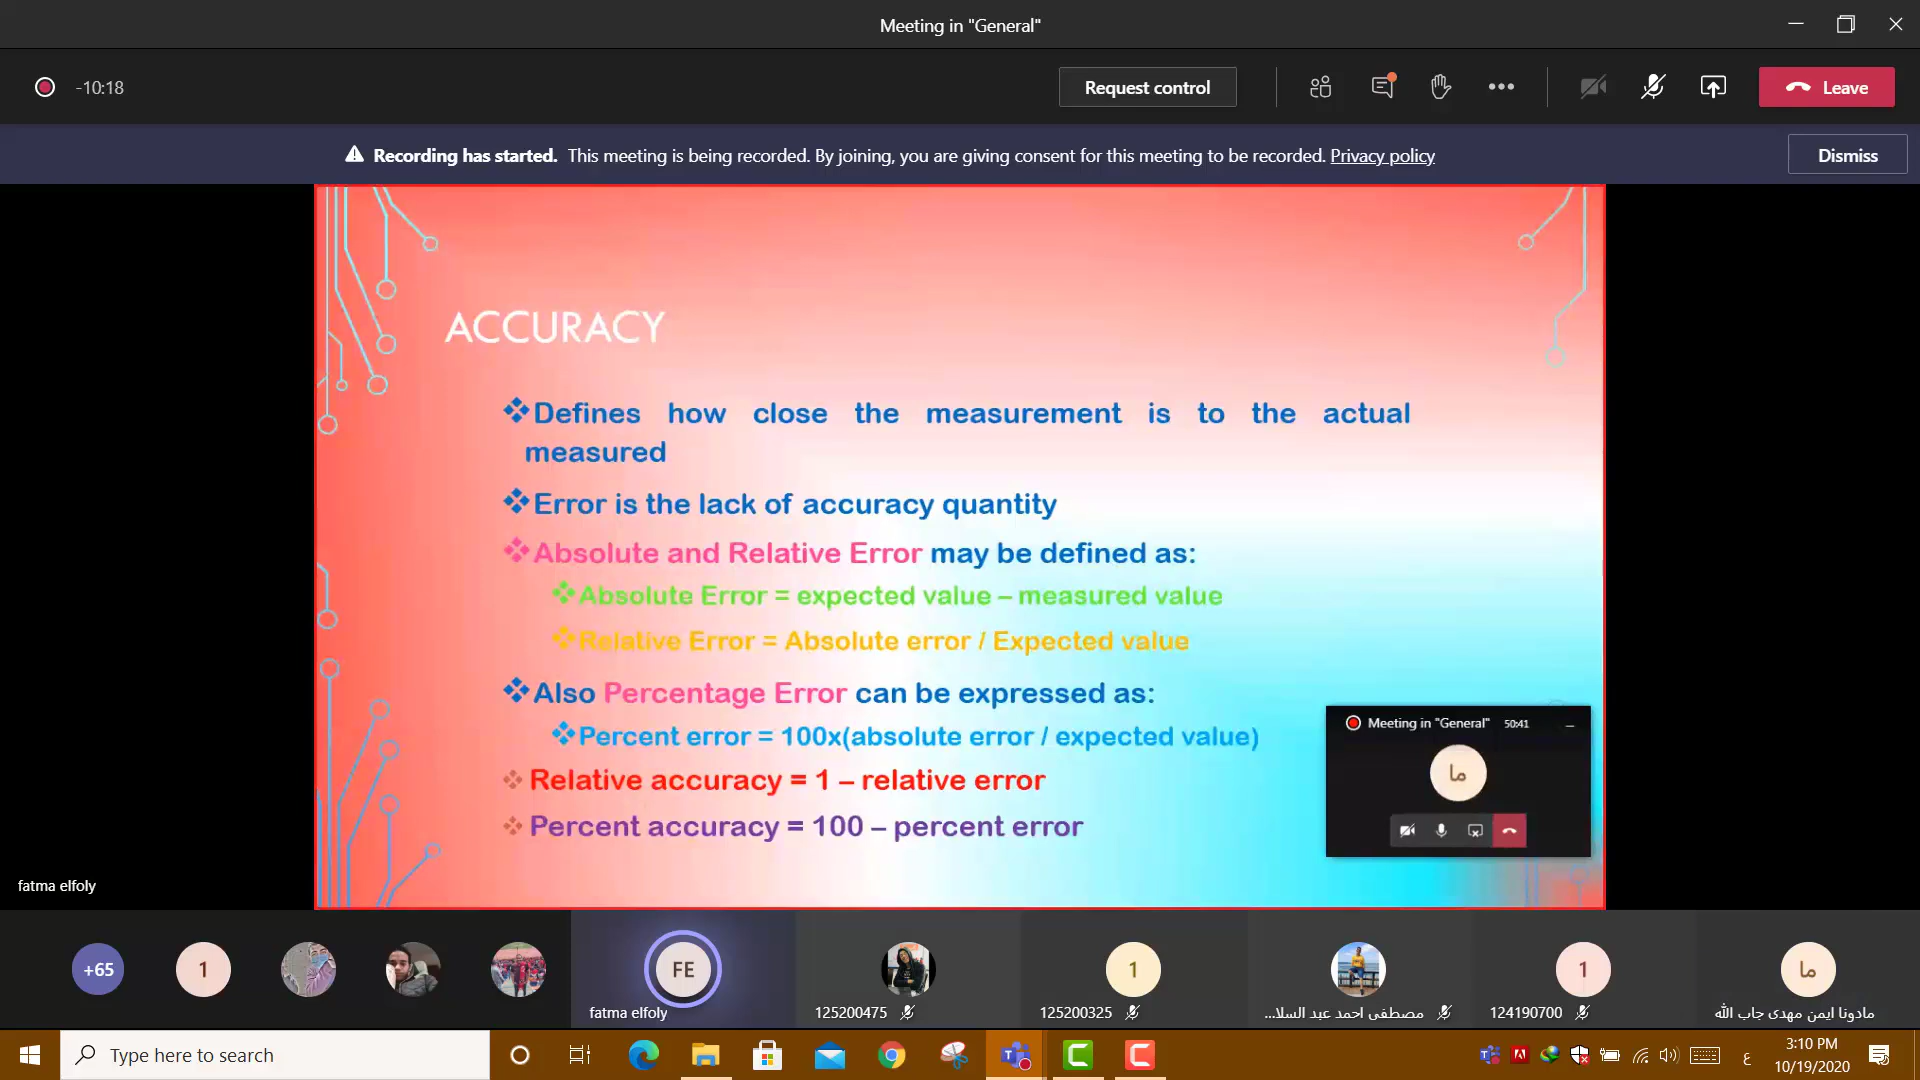 Meeting in "General"
-10:18
Request control
Leave
Recording has started. This meeting is being recorded. By joining, you are giving consent for this meeting to be recorded. Privacy policy
Dismiss
ACCURACY
Defines how close the measurement is to the actual
measured
Error is the lack of accuracy quantity
Absolute and Relative Error may be defined as:
Absolute Error = expected value – measured value
Relative Error = Absolute error / Expected value
Also Percentage Error can be expressed as:
Percent error = 100x(absolute error / expected value)
Relative accuracy = 1 – relative error
Percent accuracy = 100 – percent error
Meeting in "General" 50:41
ما
fatma elfoly
+65
1
FE
1
1
ما
fatma elfoly
125200475
125200325
مصطفى احمد عبد السلا...
124190700
مادونا ايمن مهدى جاب الله
Type here to search
ع
3:10 PM
10/19/2020